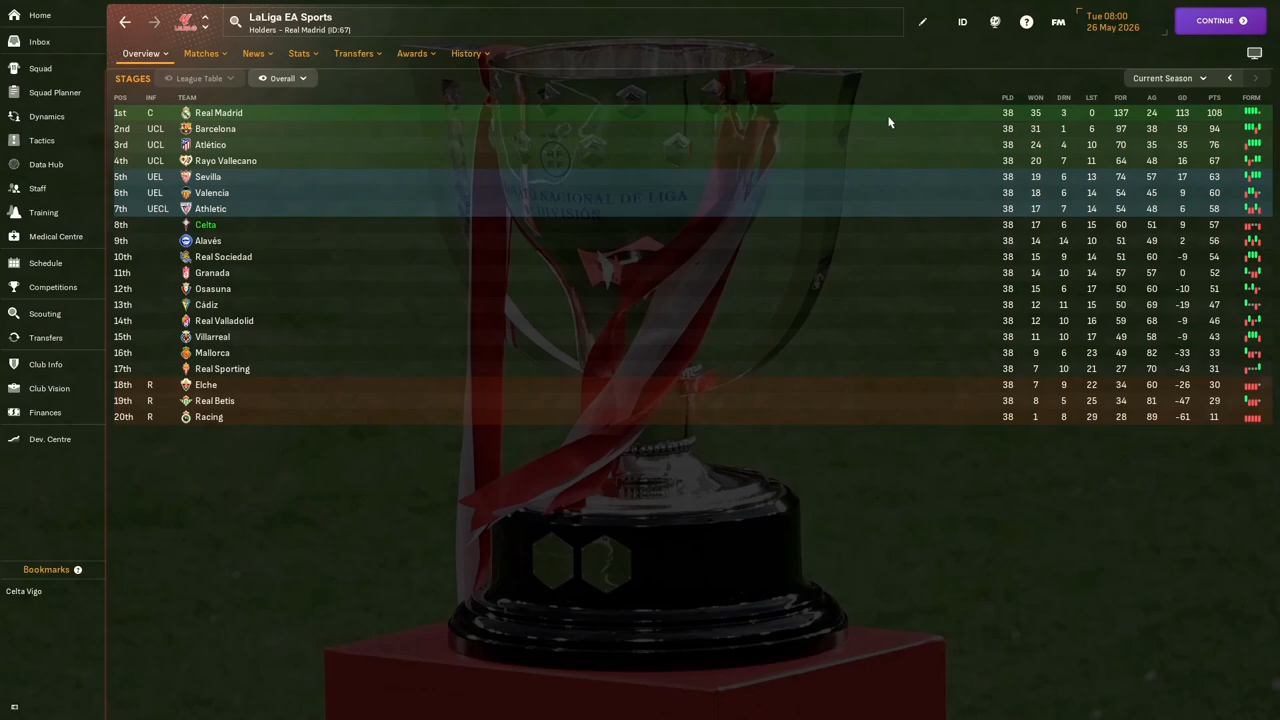 Home
Inbox
Squad
Squad Planner
Dynamics
Tactics
Data Hub
Staff
Training
Medical Centre
Schedule
Competitions
Scouting
Transfers
Club Info
Club Vision
Finances
Dev. Centre
Bookmarks ?
Celta Vigo
LaLiga EA Sports
Holders - Real Madrid [ID:67]
ID ? FM
Tue 08:00
26 May 2026
CONTINUE
Overview Matches News Stats Transfers Awards History
STAGES League Table Overall Current Season
POS INF TEAM PLD WON DRN LST FOR AG GD PTS FORM
1st C Real Madrid 38 35 3 0 137 24 113 108
2nd UCL Barcelona 38 31 1 6 97 38 59 94
3rd UCL Atlético 38 24 4 10 70 35 35 76
4th UCL Rayo Vallecano 38 20 7 11 64 48 16 67
5th UEL Sevilla 38 19 6 13 74 57 17 63
6th UEL Valencia 38 18 6 14 54 45 9 60
7th UECL Athletic 38 17 7 14 54 48 6 58
8th Celta 38 17 6 15 60 51 9 57
9th Alavés 38 14 14 10 51 49 2 56
10th Real Sociedad 38 15 9 14 51 60 -9 54
11th Granada 38 14 10 14 57 57 0 52
12th Osasuna 38 15 6 17 50 60 -10 51
13th Cádiz 38 12 11 15 50 69 -19 47
14th Real Valladolid 38 12 10 16 59 68 -9 46
15th Villarreal 38 11 10 17 49 58 -9 43
16th Mallorca 38 9 6 23 49 82 -33 33
17th Real Sporting 38 7 10 21 27 70 -43 31
18th R Elche 38 7 9 22 34 60 -26 30
19th R Real Betis 38 8 5 25 34 81 -47 29
20th R Racing 38 1 8 29 28 89 -61 11